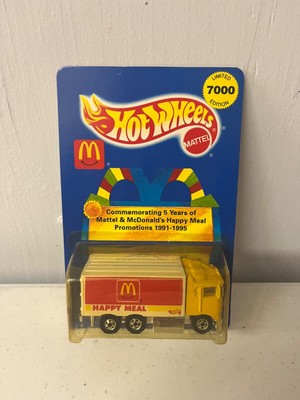 LIMITED
7000
EDITION
HOT WHEELS
MATTEL
Commemorating 5 Years of
Mattel & McDonald's Happy Meal
Promotions 1991-1995
HAPPY MEAL